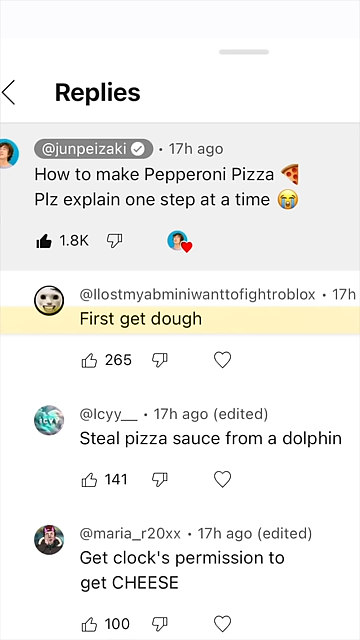 Replies
@junpeizaki • 17h ago
How to make Pepperoni Pizza 🍕
Plz explain one step at a time 😭
1.8K
@Ilostmyabminiwanttofightroblox • 17h
First get dough
265
@Icyy__ • 17h ago (edited)
Steal pizza sauce from a dolphin
141
@maria_r20xx • 17h ago (edited)
Get clock's permission to
get CHEESE
100